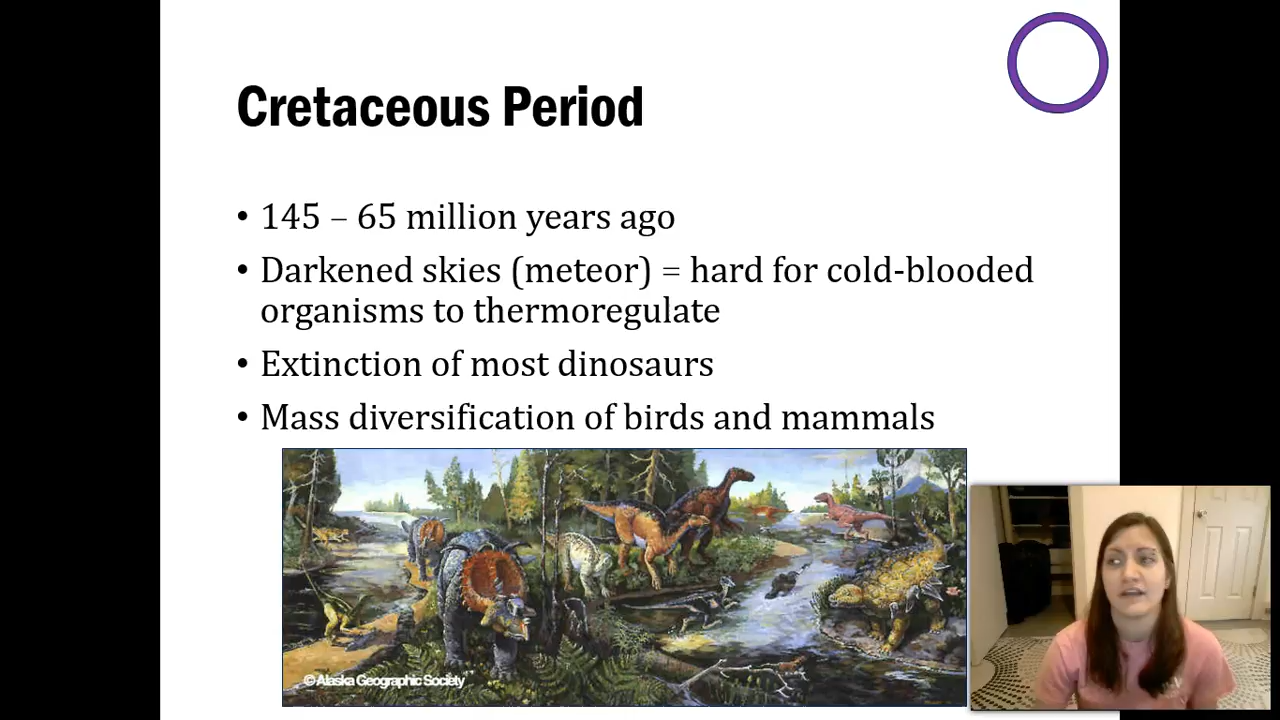 Cretaceous Period
• 145 – 65 million years ago
• Darkened skies (meteor) = hard for cold-blooded
organisms to thermoregulate
• Extinction of most dinosaurs
• Mass diversification of birds and mammals
© Alaska Geographic Society